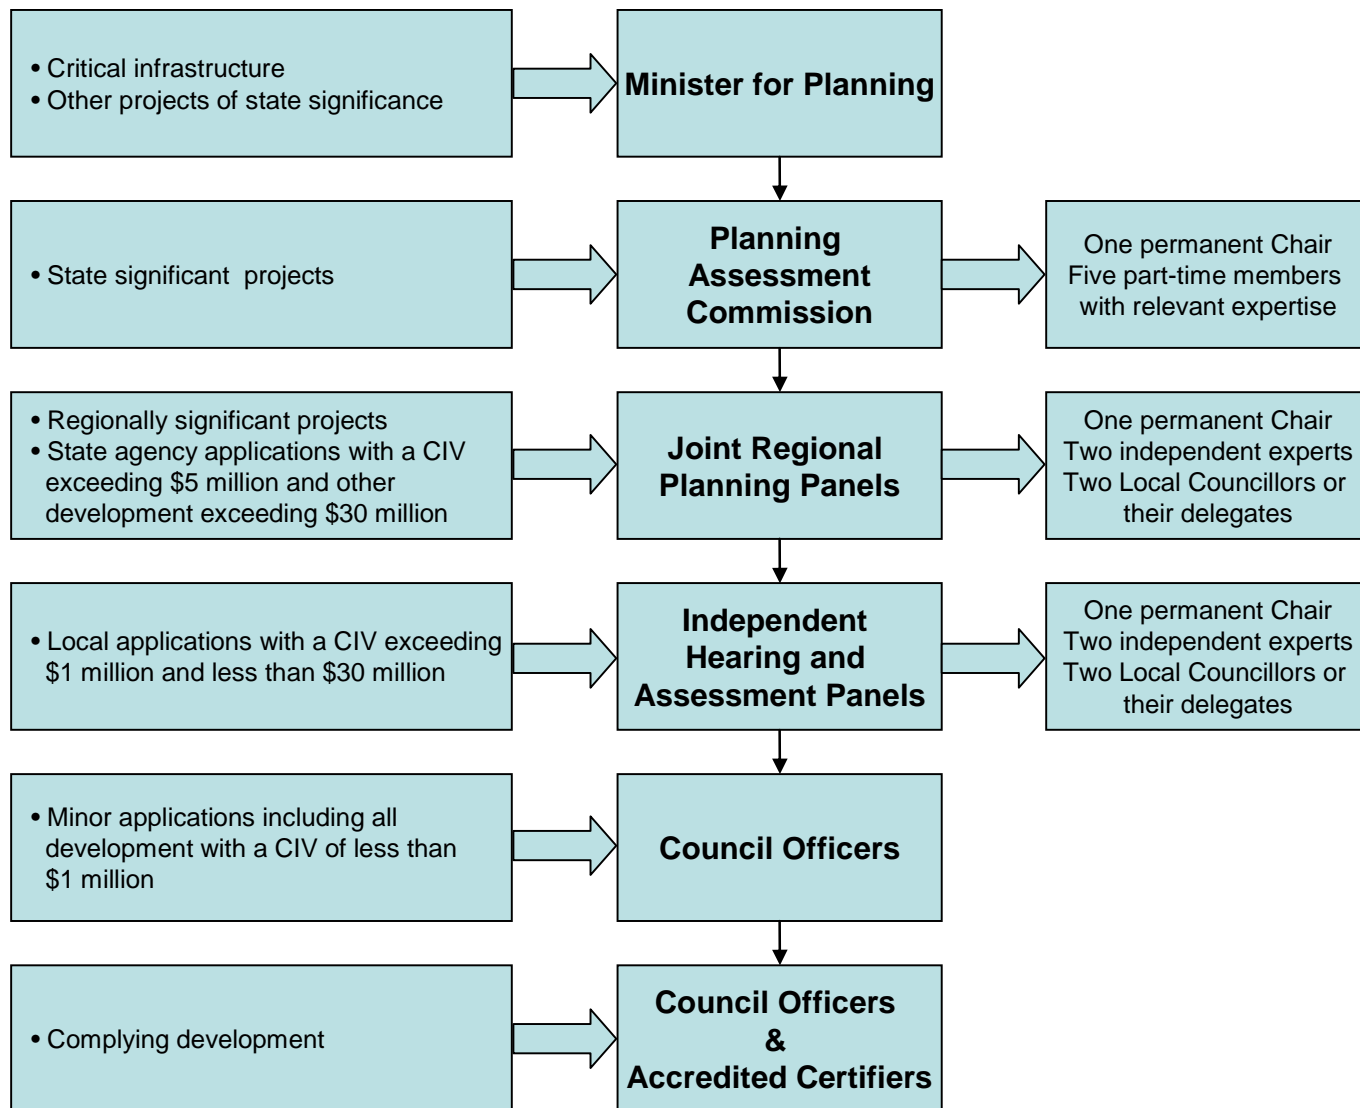 • Critical infrastructure
• Other projects of state significance
Minister for Planning
• State significant projects
Planning
Assessment
Commission
One permanent Chair
Five part-time members
with relevant expertise
• Regionally significant projects
• State agency applications with a CIV
exceeding $5 million and other
development exceeding $30 million
Joint Regional
Planning Panels
One permanent Chair
Two independent experts
Two Local Councillors or
their delegates
• Local applications with a CIV exceeding
$1 million and less than $30 million
Independent
Hearing and
Assessment Panels
One permanent Chair
Two independent experts
Two Local Councillors or
their delegates
• Minor applications including all
development with a CIV of less than
$1 million
Council Officers
• Complying development
Council Officers
&
Accredited Certifiers